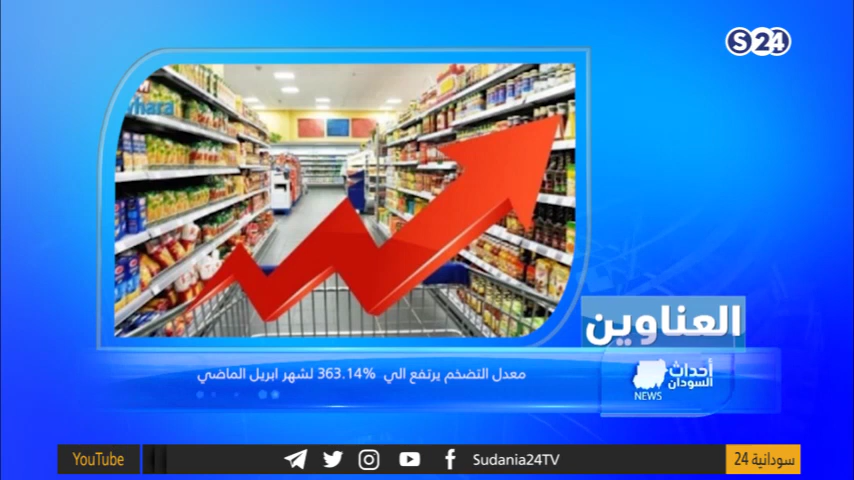 S24
العناوين
أحداث
السودان
NEWS
معدل التضخم يرتفع الي 363.14% لشهر ابريل الماضي
YouTube
Sudania24TV
سودانية 24